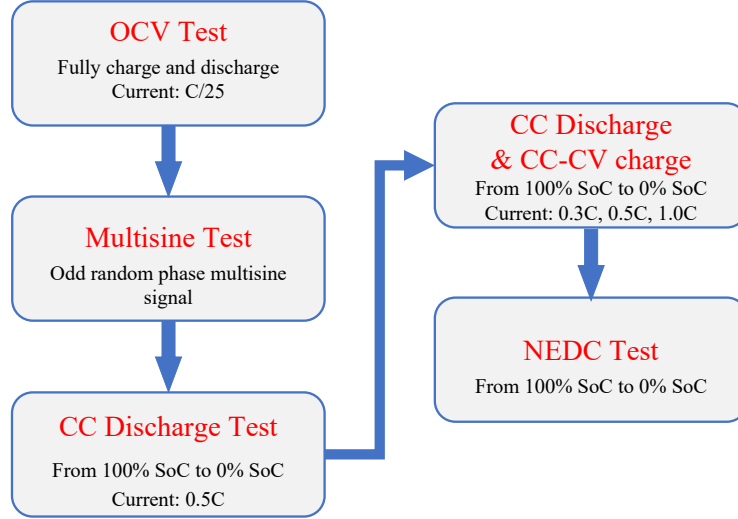 OCV Test
Fully charge and discharge
Current: C/25
Multisine Test
Odd random phase multisine
signal
CC Discharge Test
From 100% SoC to 0% SoC
Current: 0.5C
CC Discharge
& CC-CV charge
From 100% SoC to 0% SoC
Current: 0.3C, 0.5C, 1.0C
NEDC Test
From 100% SoC to 0% SoC